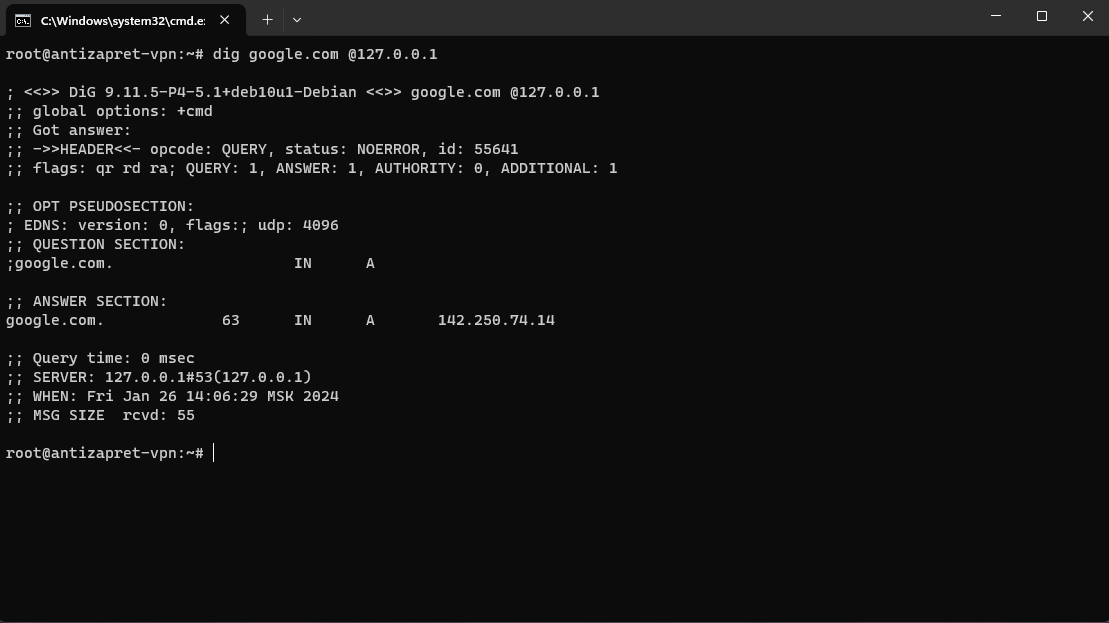 C:\Windows\system32\cmd.e:
root@antizapret-vpn:~# dig google.com @127.0.0.1
; <<>> DiG 9.11.5-P4-5.1+deb10u1-Debian <<>> google.com @127.0.0.1
;; global options: +cmd
;; Got answer:
;; ->>HEADER<<- opcode: QUERY, status: NOERROR, id: 55641
;; flags: qr rd ra; QUERY: 1, ANSWER: 1, AUTHORITY: 0, ADDITIONAL: 1
;; OPT PSEUDOSECTION:
; EDNS: version: 0, flags:; udp: 4096
;; QUESTION SECTION:
;google.com. IN A
;; ANSWER SECTION:
google.com. 63 IN A 142.250.74.14
;; Query time: 0 msec
;; SERVER: 127.0.0.1#53(127.0.0.1)
;; WHEN: Fri Jan 26 14:06:29 MSK 2024
;; MSG SIZE  rcvd: 55
root@antizapret-vpn:~#